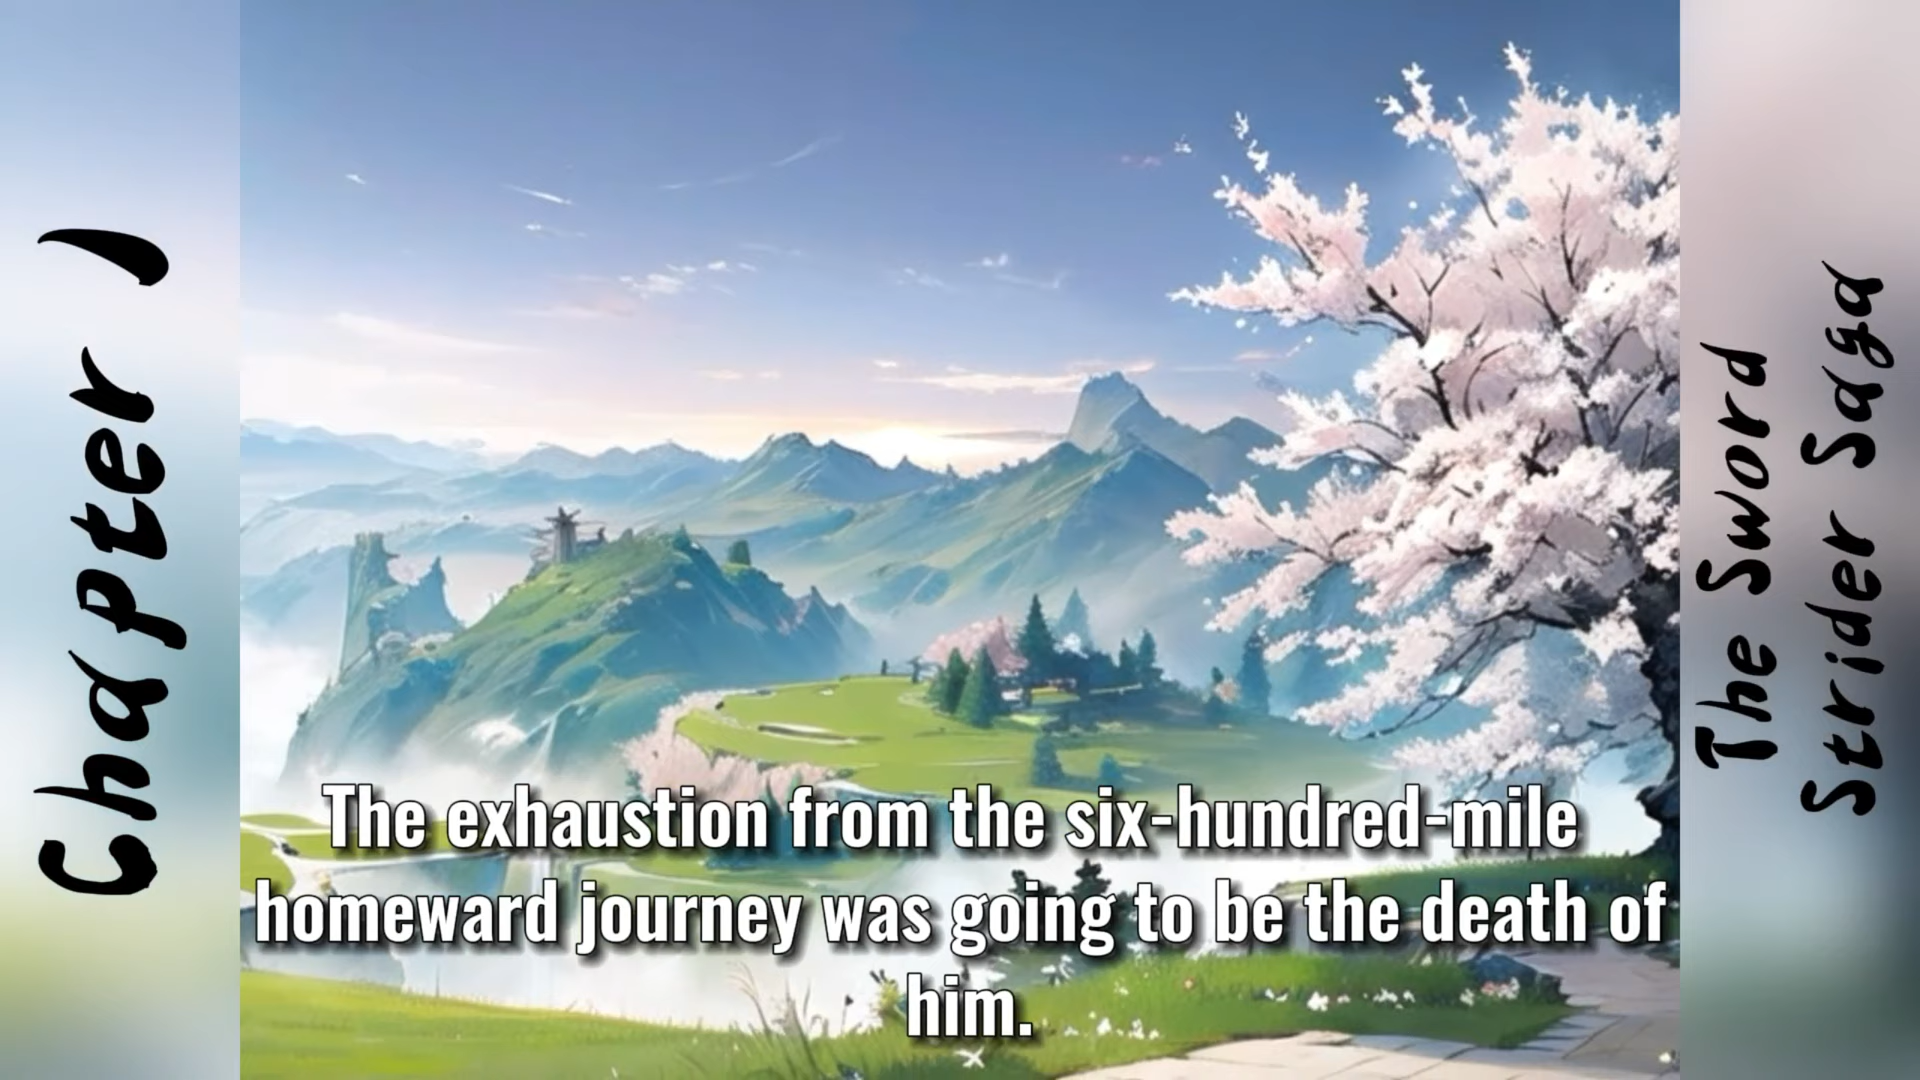 Chapter 1
The exhaustion from the six-hundred-mile
homeward journey was going to be the death of
him.
The Sword
Strider Saga